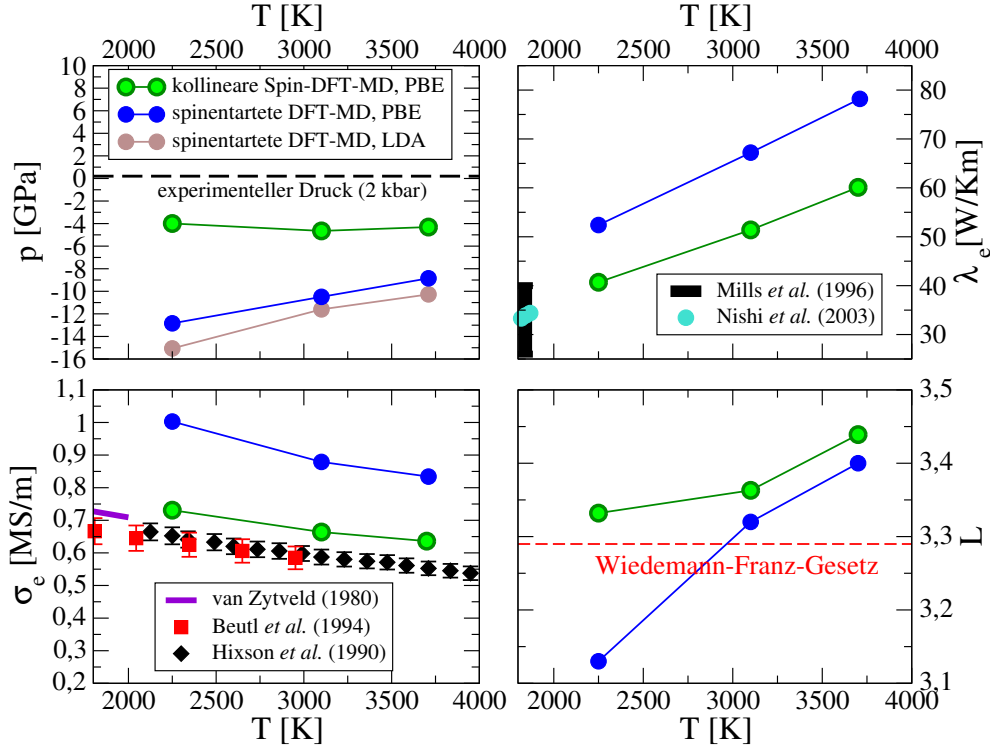 T [K]
T [K]
2000 2500 3000 3500 4000
2000 2500 3000 3500 4000
10
8
6
4
2
0
-2
-4
-6
-8
-10
-12
-14
-16
p [GPa]
kollineare Spin-DFT-MD, PBE
spinentartete DFT-MD, PBE
spinentartete DFT-MD, LDA
experimenteller Druck (2 kbar)
80
70
60
50
40
30
λe[W/Km]
Mills et al. (1996)
Nishi et al. (2003)
1,1
1
0,9
0,8
0,7
0,6
0,5
0,4
0,3
0,2
σe [MS/m]
van Zytveld (1980)
Beutl et al. (1994)
Hixson et al. (1990)
3,5
3,4
3,3
3,2
3,1
L
Wiedemann-Franz-Gesetz
2000 2500 3000 3500 4000
2000 2500 3000 3500 4000
T [K]
T [K]